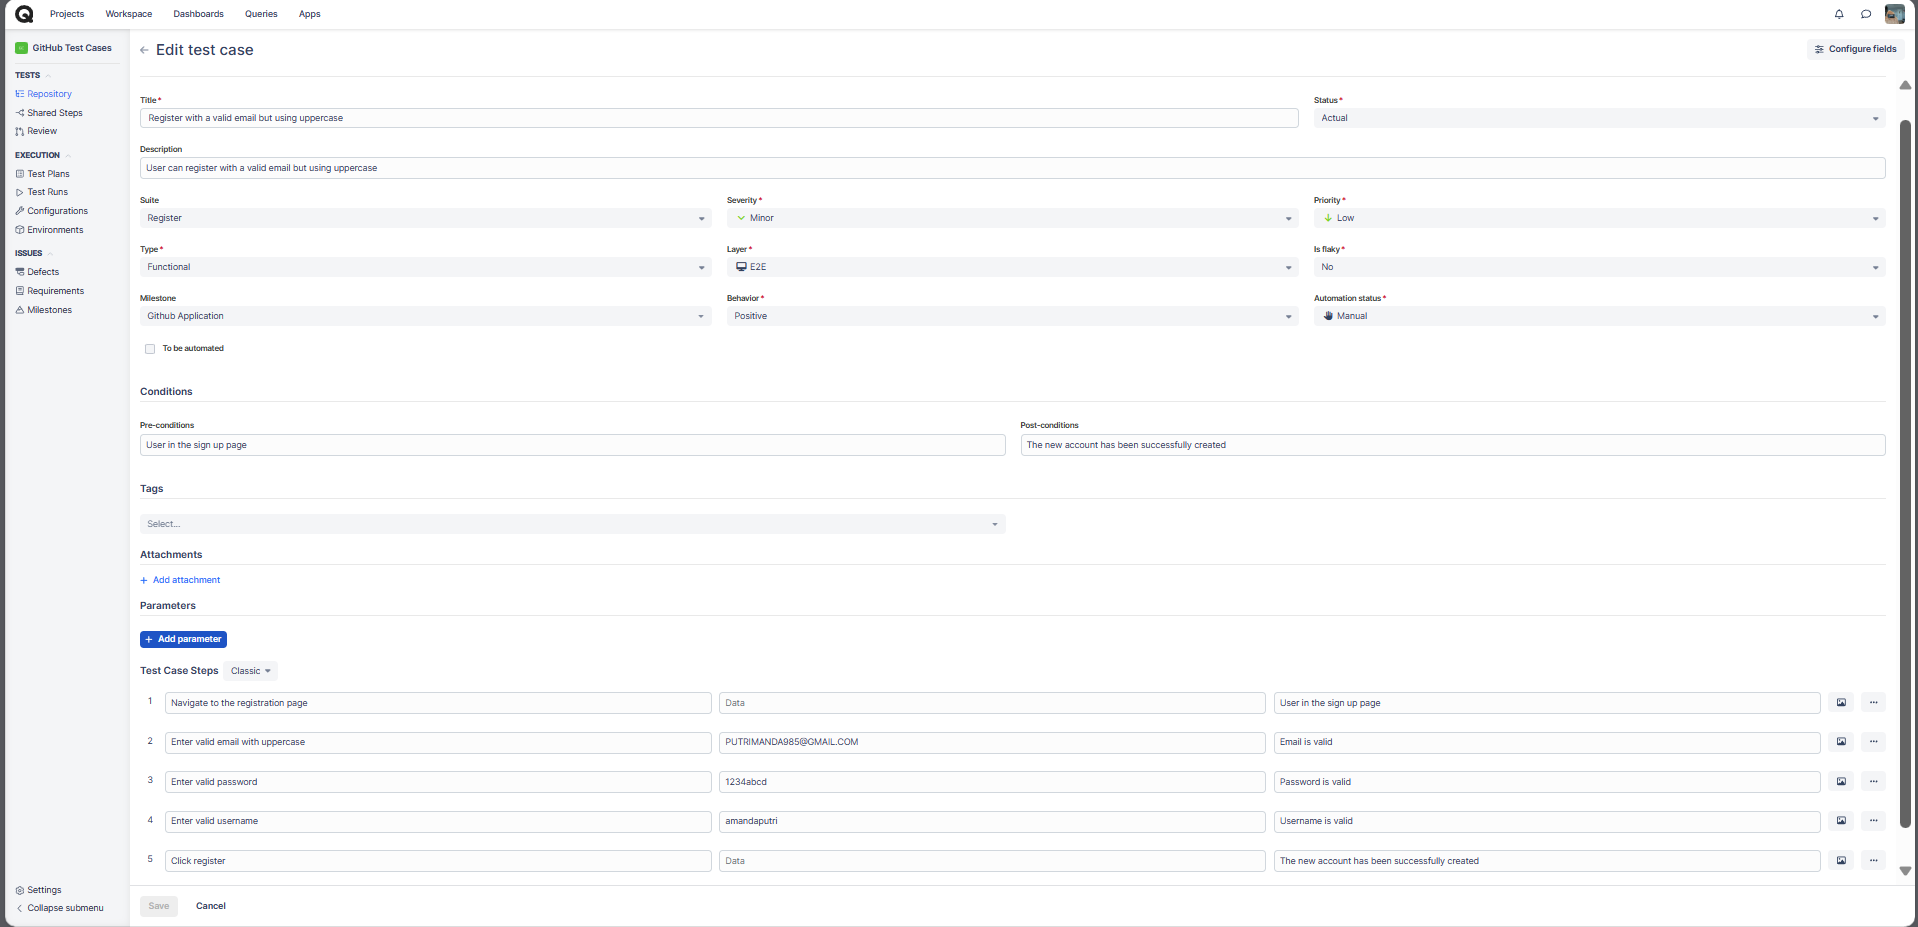 Projects Workspace Dashboards Queries Apps
GitHub Test Cases
TESTS
Repository
Shared Steps
Review
EXECUTION
Test Plans
Test Runs
Configurations
Environments
ISSUES
Defects
Requirements
Milestones
Settings
Collapse submenu
Edit test case
Configure fields
Title*
Status*
Register with a valid email but using uppercase
Actual
Description
User can register with a valid email but using uppercase
Suite
Severity*
Priority*
Register
Minor
Low
Type*
Layer*
Is flaky*
Functional
E2E
No
Milestone
Behavior*
Automation status*
Github Application
Positive
Manual
To be automated
Conditions
Pre-conditions
Post-conditions
User in the sign up page
The new account has been successfully created
Tags
Select...
Attachments
+ Add attachment
Parameters
+ Add parameter
Test Case Steps Classic
1 Navigate to the registration page Data User in the sign up page
2 Enter valid email with uppercase PUTRIMANDA985@GMAIL.COM Email is valid
3 Enter valid password 1234abcd Password is valid
4 Enter valid username amandaputri Username is valid
5 Click register Data The new account has been successfully created
Save Cancel